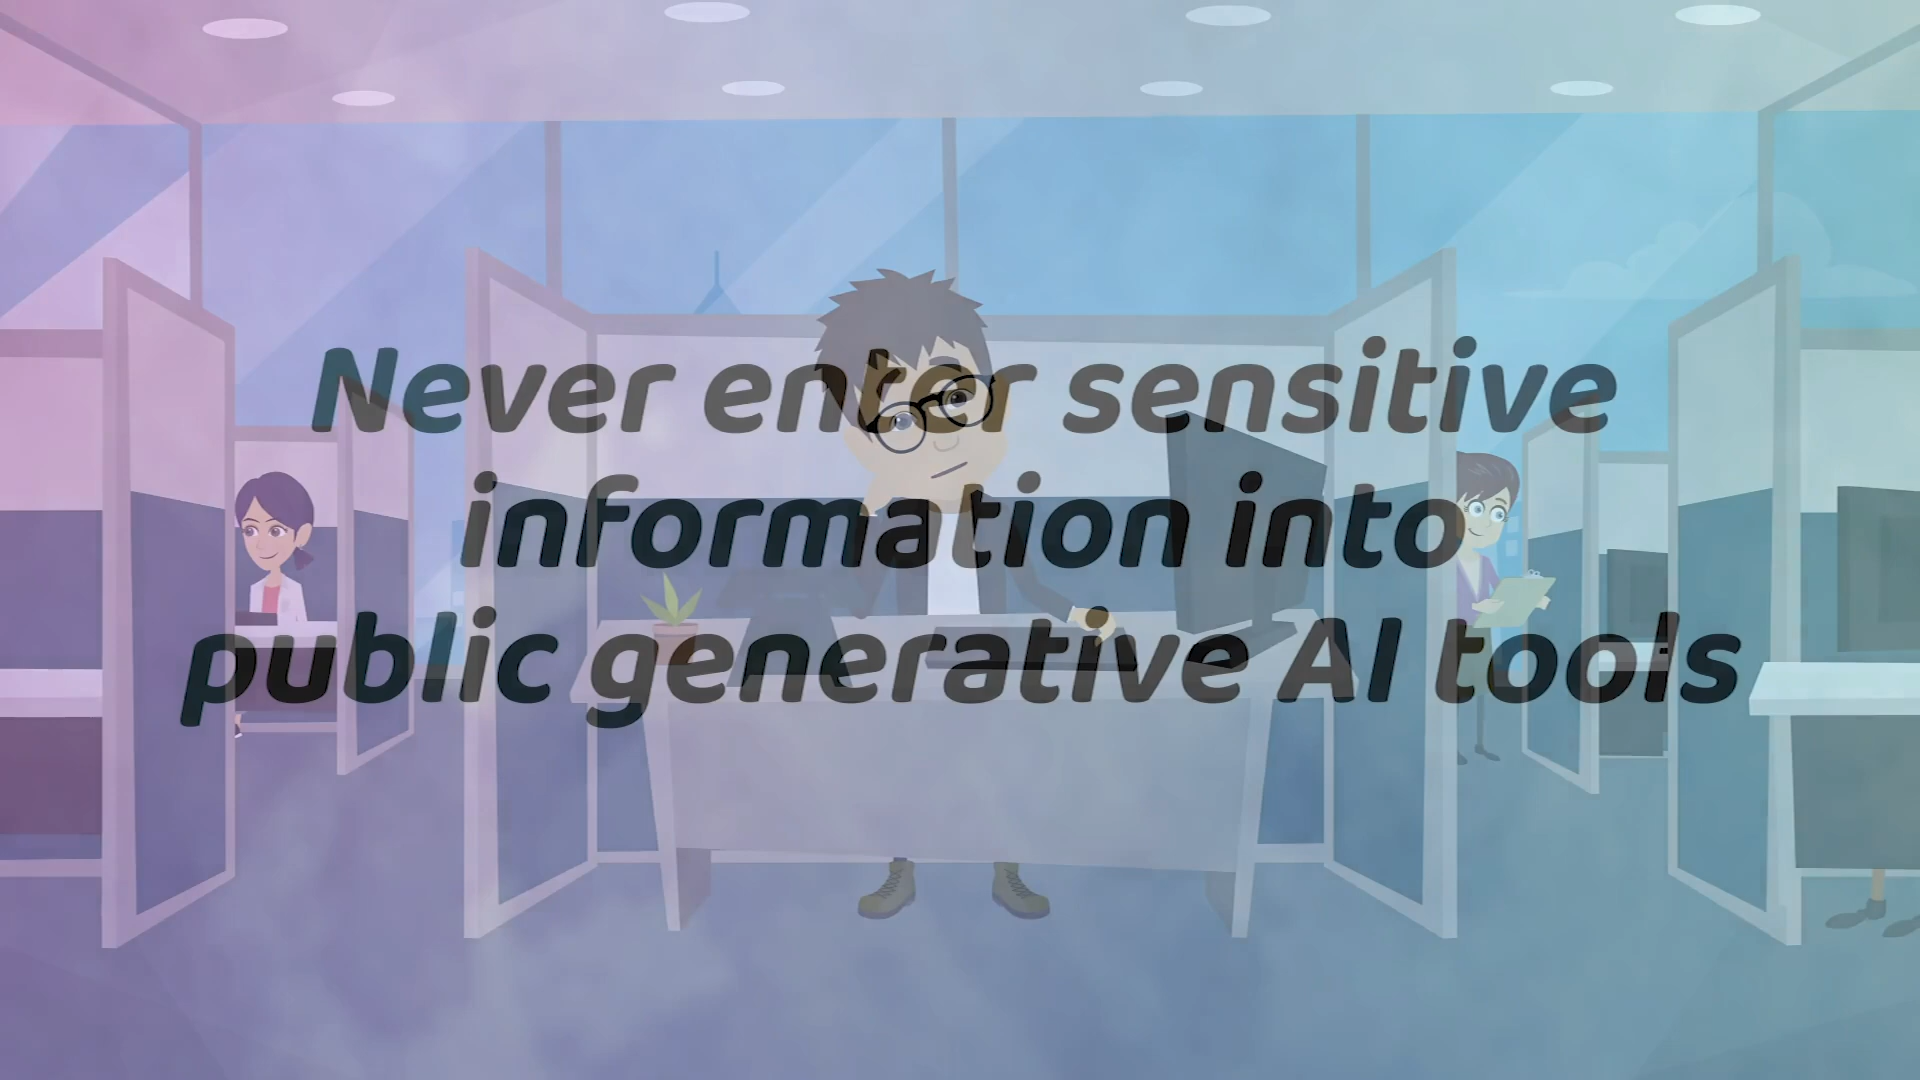 Never enter sensitive
information into
public generative AI tools